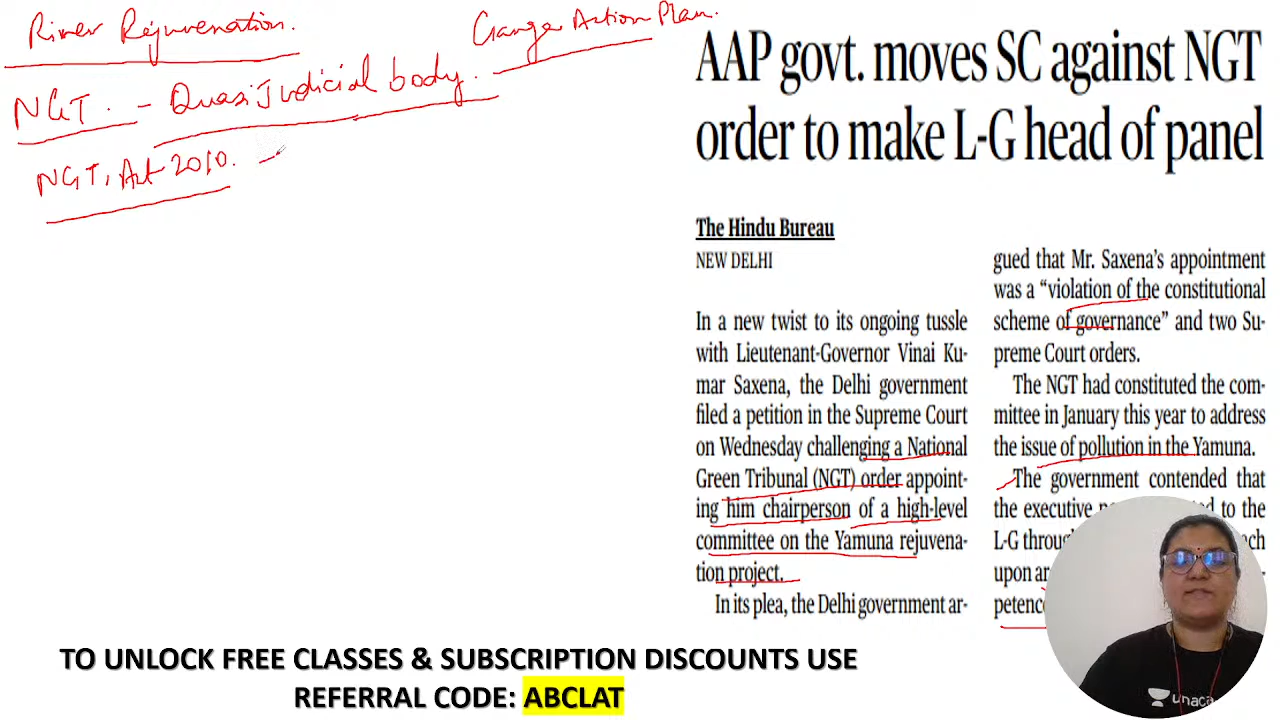 River Rejuvenation.
Ganga Action Plan.
NGT. - Quasi Judicial body.
NGT, Act 2010. -
AAP govt. moves SC against NGT
order to make L-G head of panel
The Hindu Bureau
NEW DELHI
In a new twist to its ongoing tussle
with Lieutenant-Governor Vinai Ku-
mar Saxena, the Delhi government
filed a petition in the Supreme Court
on Wednesday challenging a National
Green Tribunal (NGT) order appoint-
ing him chairperson of a high-level
committee on the Yamuna rejuvena-
tion project.
In its plea, the Delhi government ar-
gued that Mr. Saxena's appointment
was a “violation of the constitutional
scheme of governance” and two Su-
preme Court orders.
The NGT had constituted the com-
mittee in January this year to address
the issue of pollution in the Yamuna.
The government contended that
the executive to the
L-G
upon
TO UNLOCK FREE CLASSES & SUBSCRIPTION DISCOUNTS USE
REFERRAL CODE: ABCLAT